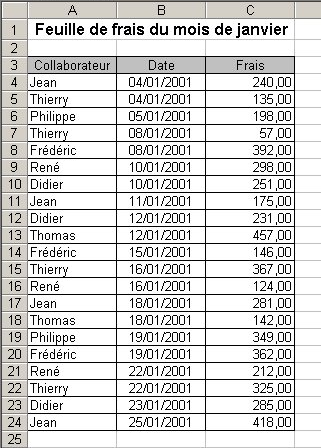 A B C
1 Feuille de frais du mois de janvier
2
3 Collaborateur Date Frais
4 Jean 04/01/2001 240,00
5 Thierry 04/01/2001 135,00
6 Philippe 05/01/2001 198,00
7 Thierry 08/01/2001 57,00
8 Frédéric 08/01/2001 392,00
9 René 10/01/2001 298,00
10 Didier 10/01/2001 251,00
11 Jean 11/01/2001 175,00
12 Didier 12/01/2001 231,00
13 Thomas 12/01/2001 457,00
14 Frédéric 15/01/2001 146,00
15 Thierry 16/01/2001 367,00
16 René 16/01/2001 124,00
17 Jean 18/01/2001 281,00
18 Thomas 18/01/2001 142,00
19 Philippe 19/01/2001 349,00
20 Frédéric 19/01/2001 362,00
21 René 22/01/2001 212,00
22 Thierry 22/01/2001 325,00
23 Didier 23/01/2001 285,00
24 Jean 25/01/2001 418,00
25